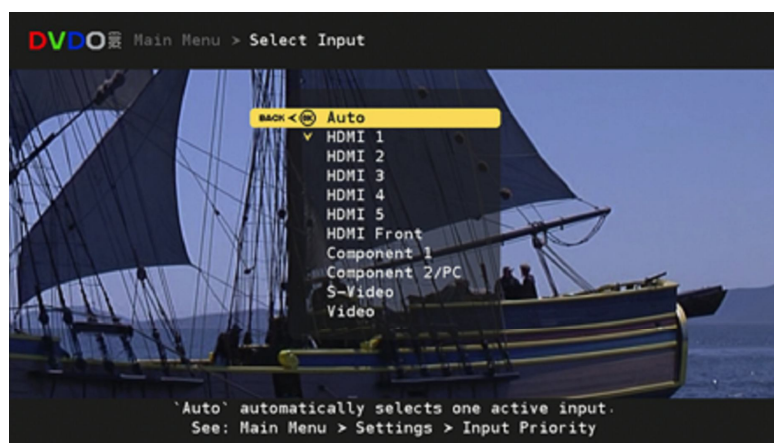 DVDO Main Menu > Select Input
BACK < OK Auto
HDMI 1
HDMI 2
HDMI 3
HDMI 4
HDMI 5
HDMI Front
Component 1
Component 2/PC
S-Video
Video
`Auto` automatically selects one active input.
See: Main Menu > Settings > Input Priority